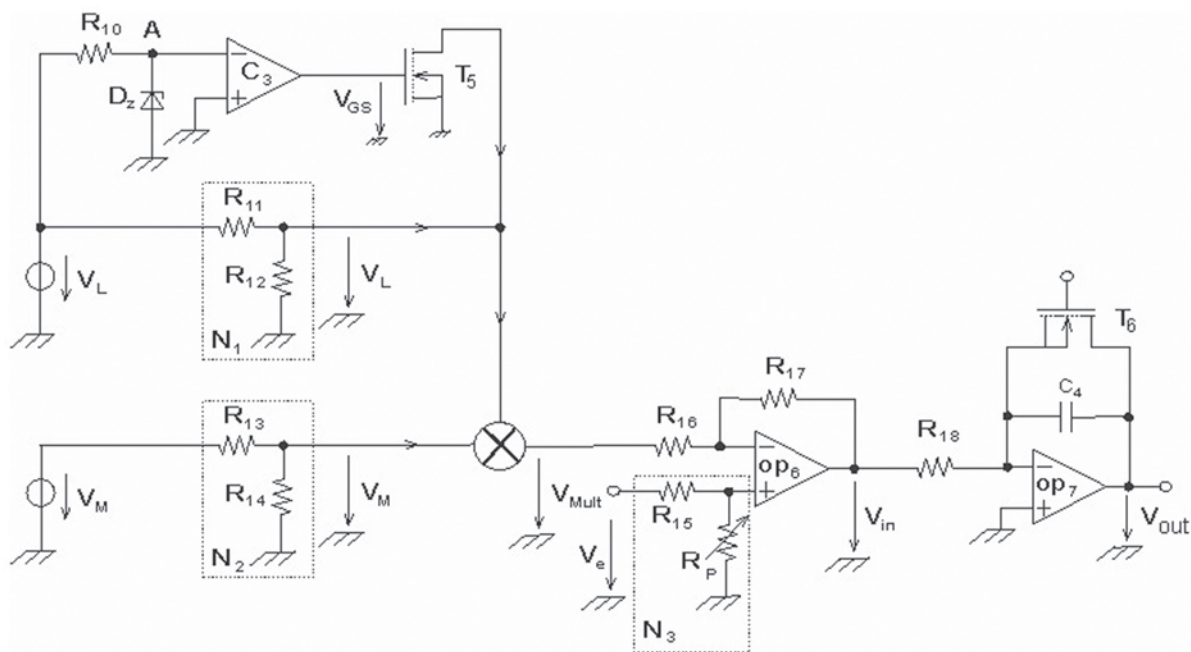 R10
A
C3
−
+
Dz
VGS
T5
R11
R12
N1
VL
VL
R13
R14
N2
VM
VM
VMult
R16
R17
−
+
op6
R15
RP
N3
Ve
Vin
R18
T6
C4
−
+
op7
Vout